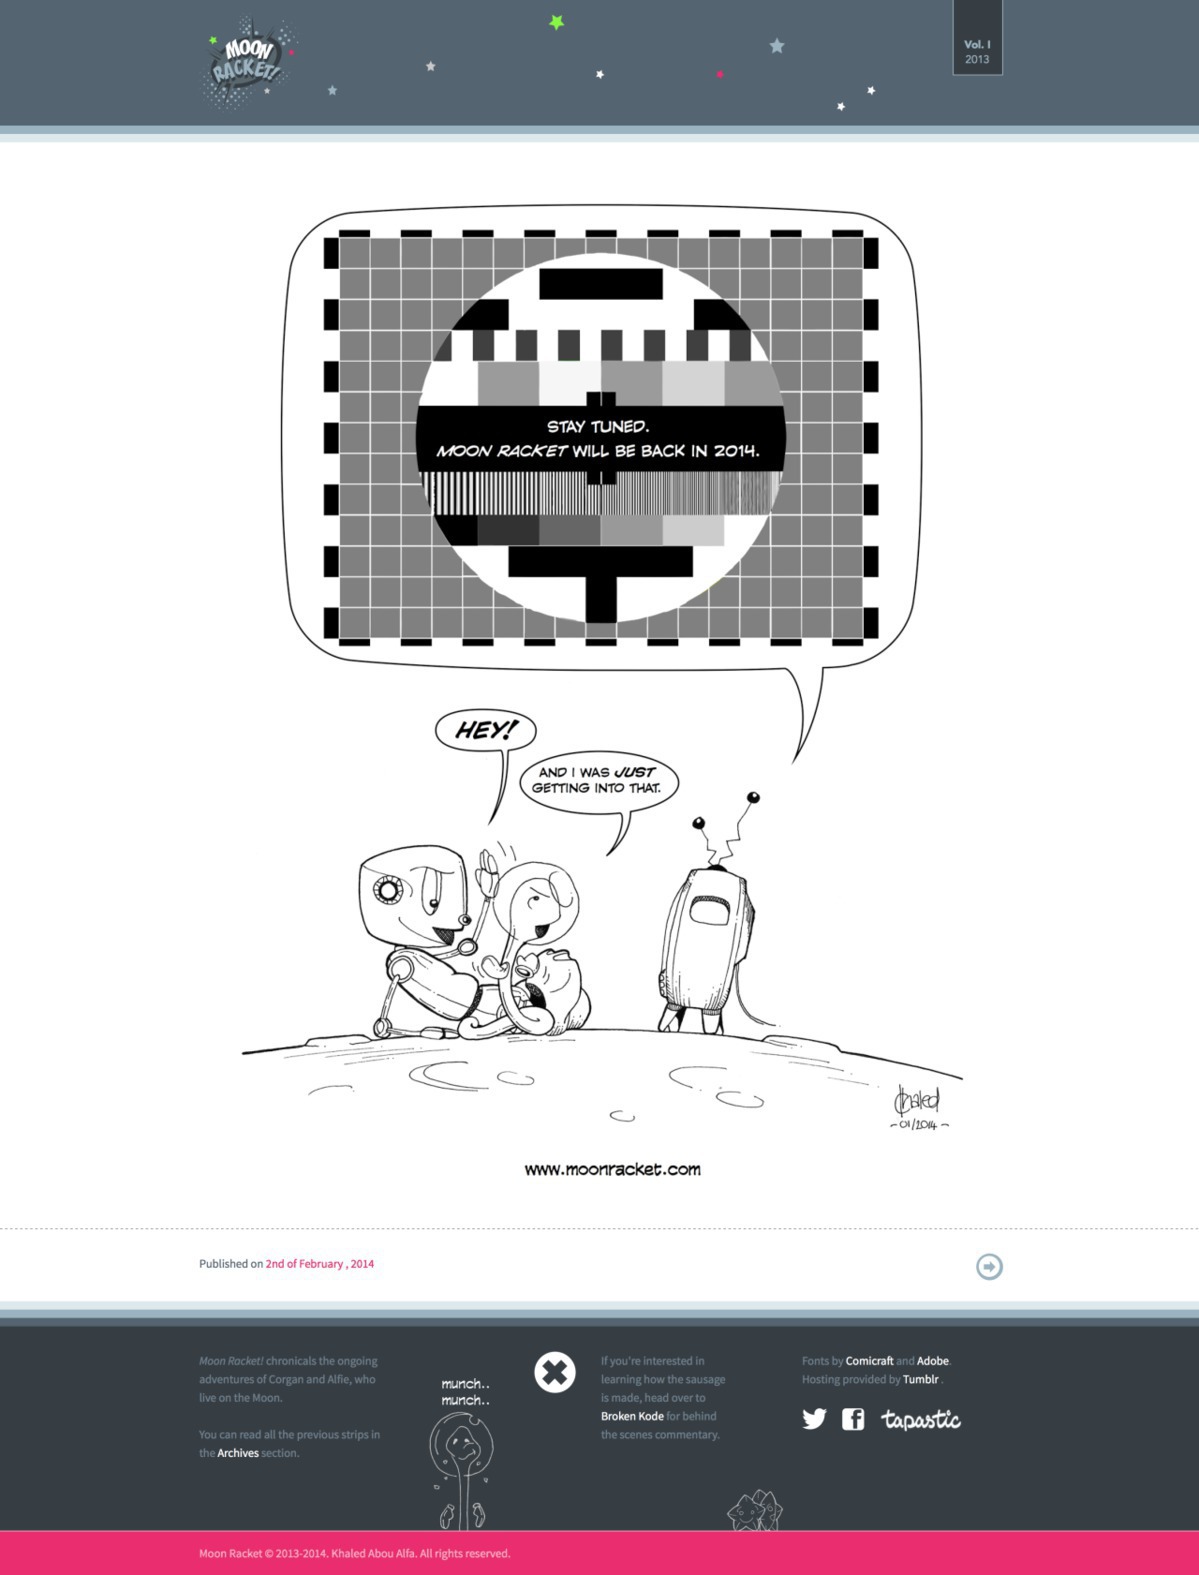 MOON
RACKET!
Vol. I
2013
STAY TUNED.
MOON RACKET WILL BE BACK IN 2014.
HEY!
AND I WAS JUST
GETTING INTO THAT.
Khaled
- 01/2014 -
www.moonracket.com
Published on 2nd of February , 2014
Moon Racket! chronicals the ongoing
adventures of Corgan and Alfie, who
live on the Moon.
You can read all the previous strips in
the Archives section.
munch..
munch..
If you're interested in
learning how the sausage
is made, head over to
Broken Kode for behind
the scenes commentary.
Fonts by Comicraft and Adobe.
Hosting provided by Tumblr .
tapastic
Moon Racket © 2013-2014. Khaled Abou Alfa. All rights reserved.